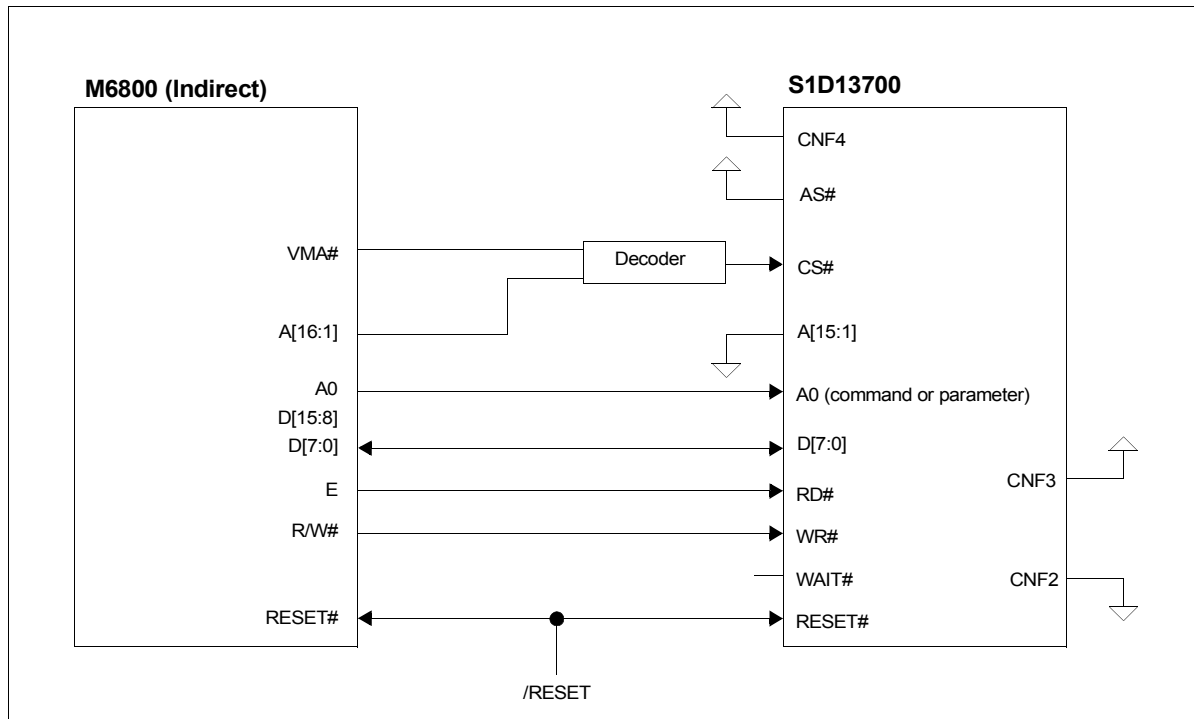 M6800 (Indirect)
VMA#
A[16:1]
A0
D[15:8]
D[7:0]
E
R/W#
RESET#
Decoder
/RESET
S1D13700
CNF4
AS#
CS#
A[15:1]
A0 (command or parameter)
D[7:0]
RD#
WR#
WAIT#
RESET#
CNF3
CNF2